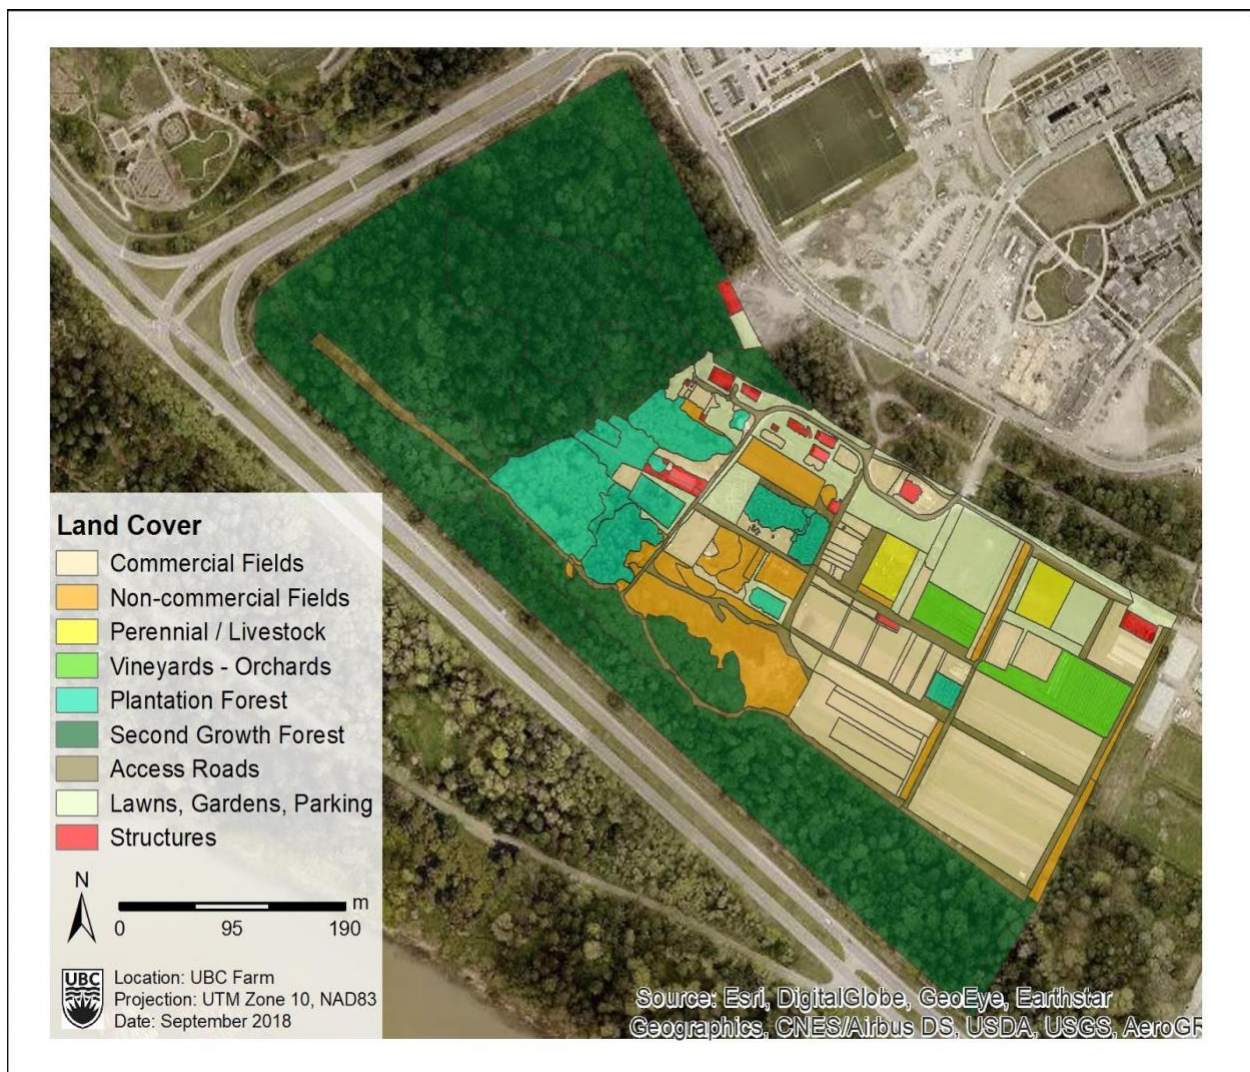 Land Cover
Commercial Fields
Non-commercial Fields
Perennial / Livestock
Vineyards - Orchards
Plantation Forest
Second Growth Forest
Access Roads
Lawns, Gardens, Parking
Structures
N
m
0 95 190
UBC
Location: UBC Farm
Projection: UTM Zone 10, NAD83
Date: September 2018
Source: Esri, DigitalGlobe, GeoEye, Earthstar
Geographics, CNES/Airbus DS, USDA, USGS, AeroGR